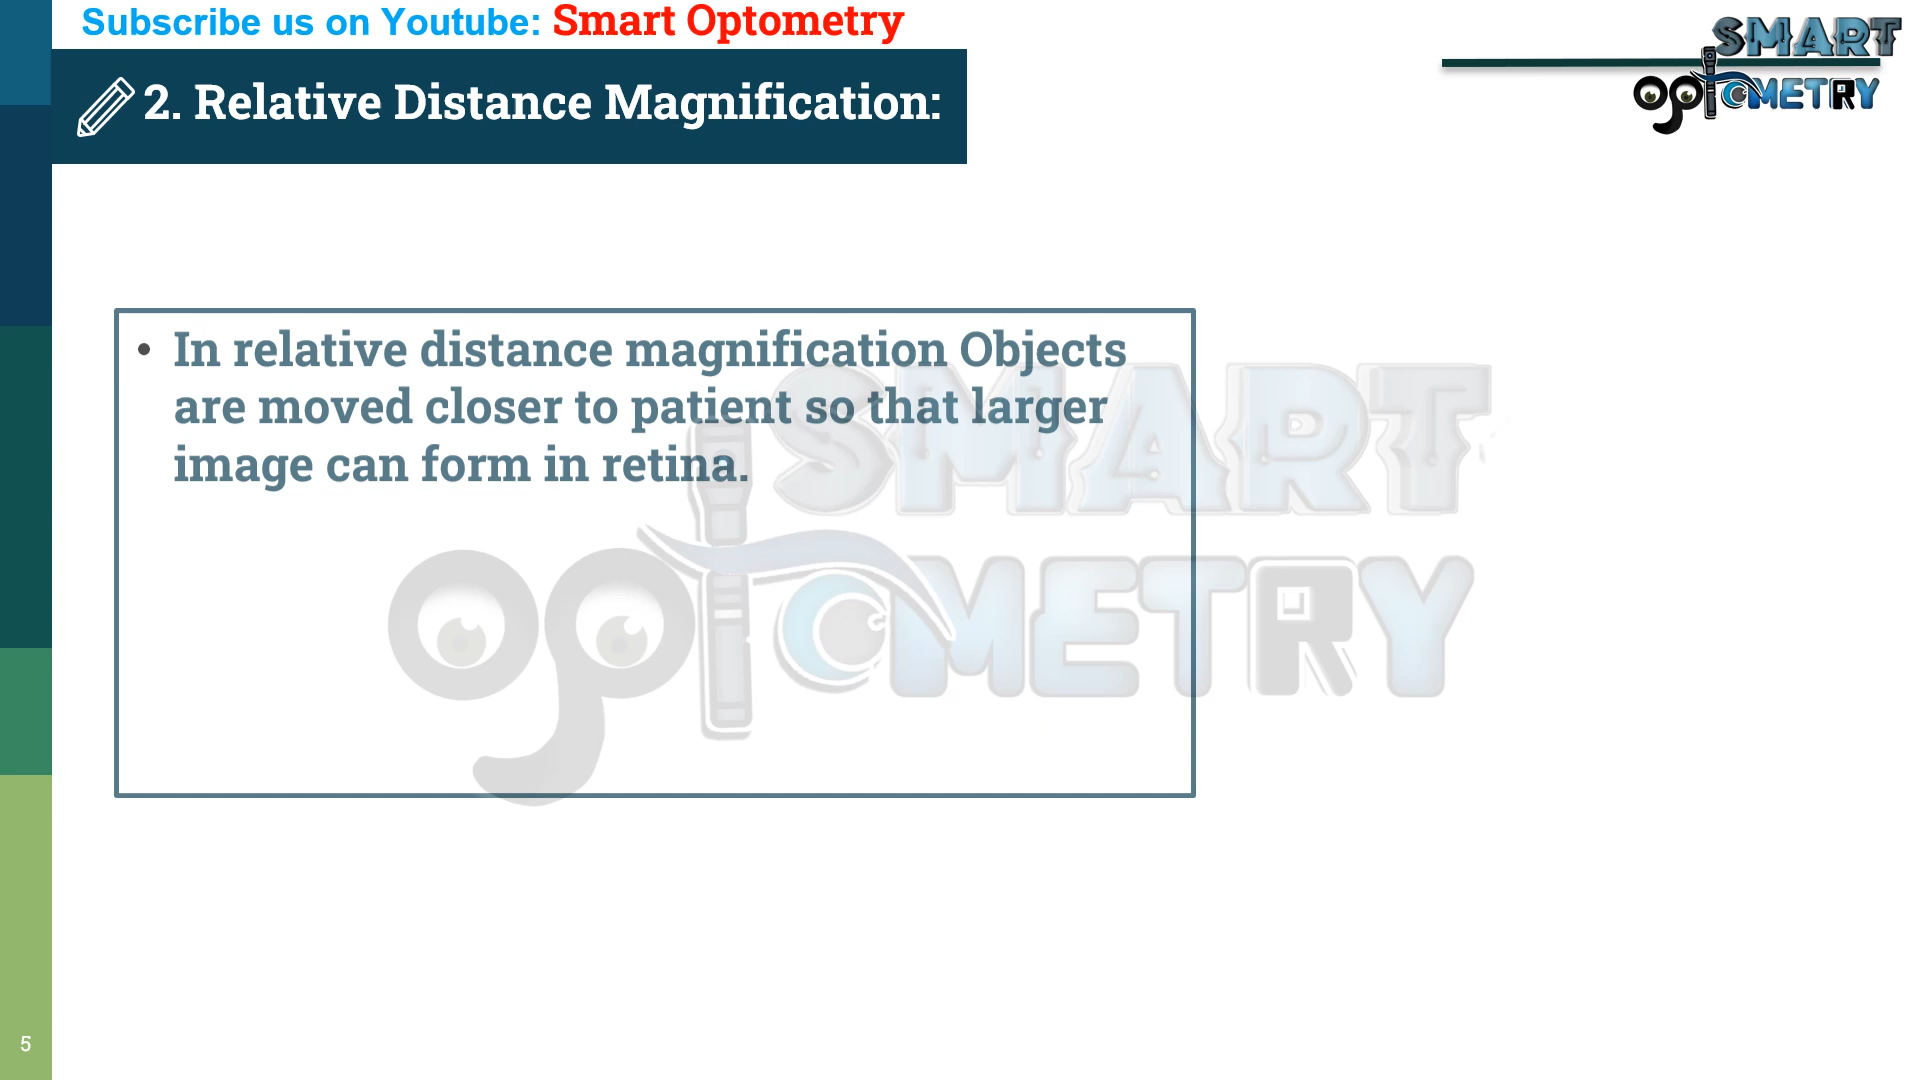 Subscribe us on Youtube: Smart Optometry
SMART
OPTOMETRY
2. Relative Distance Magnification:
• In relative distance magnification Objects
are moved closer to patient so that larger
image can form in retina.
SMART
OPTOMETRY
5